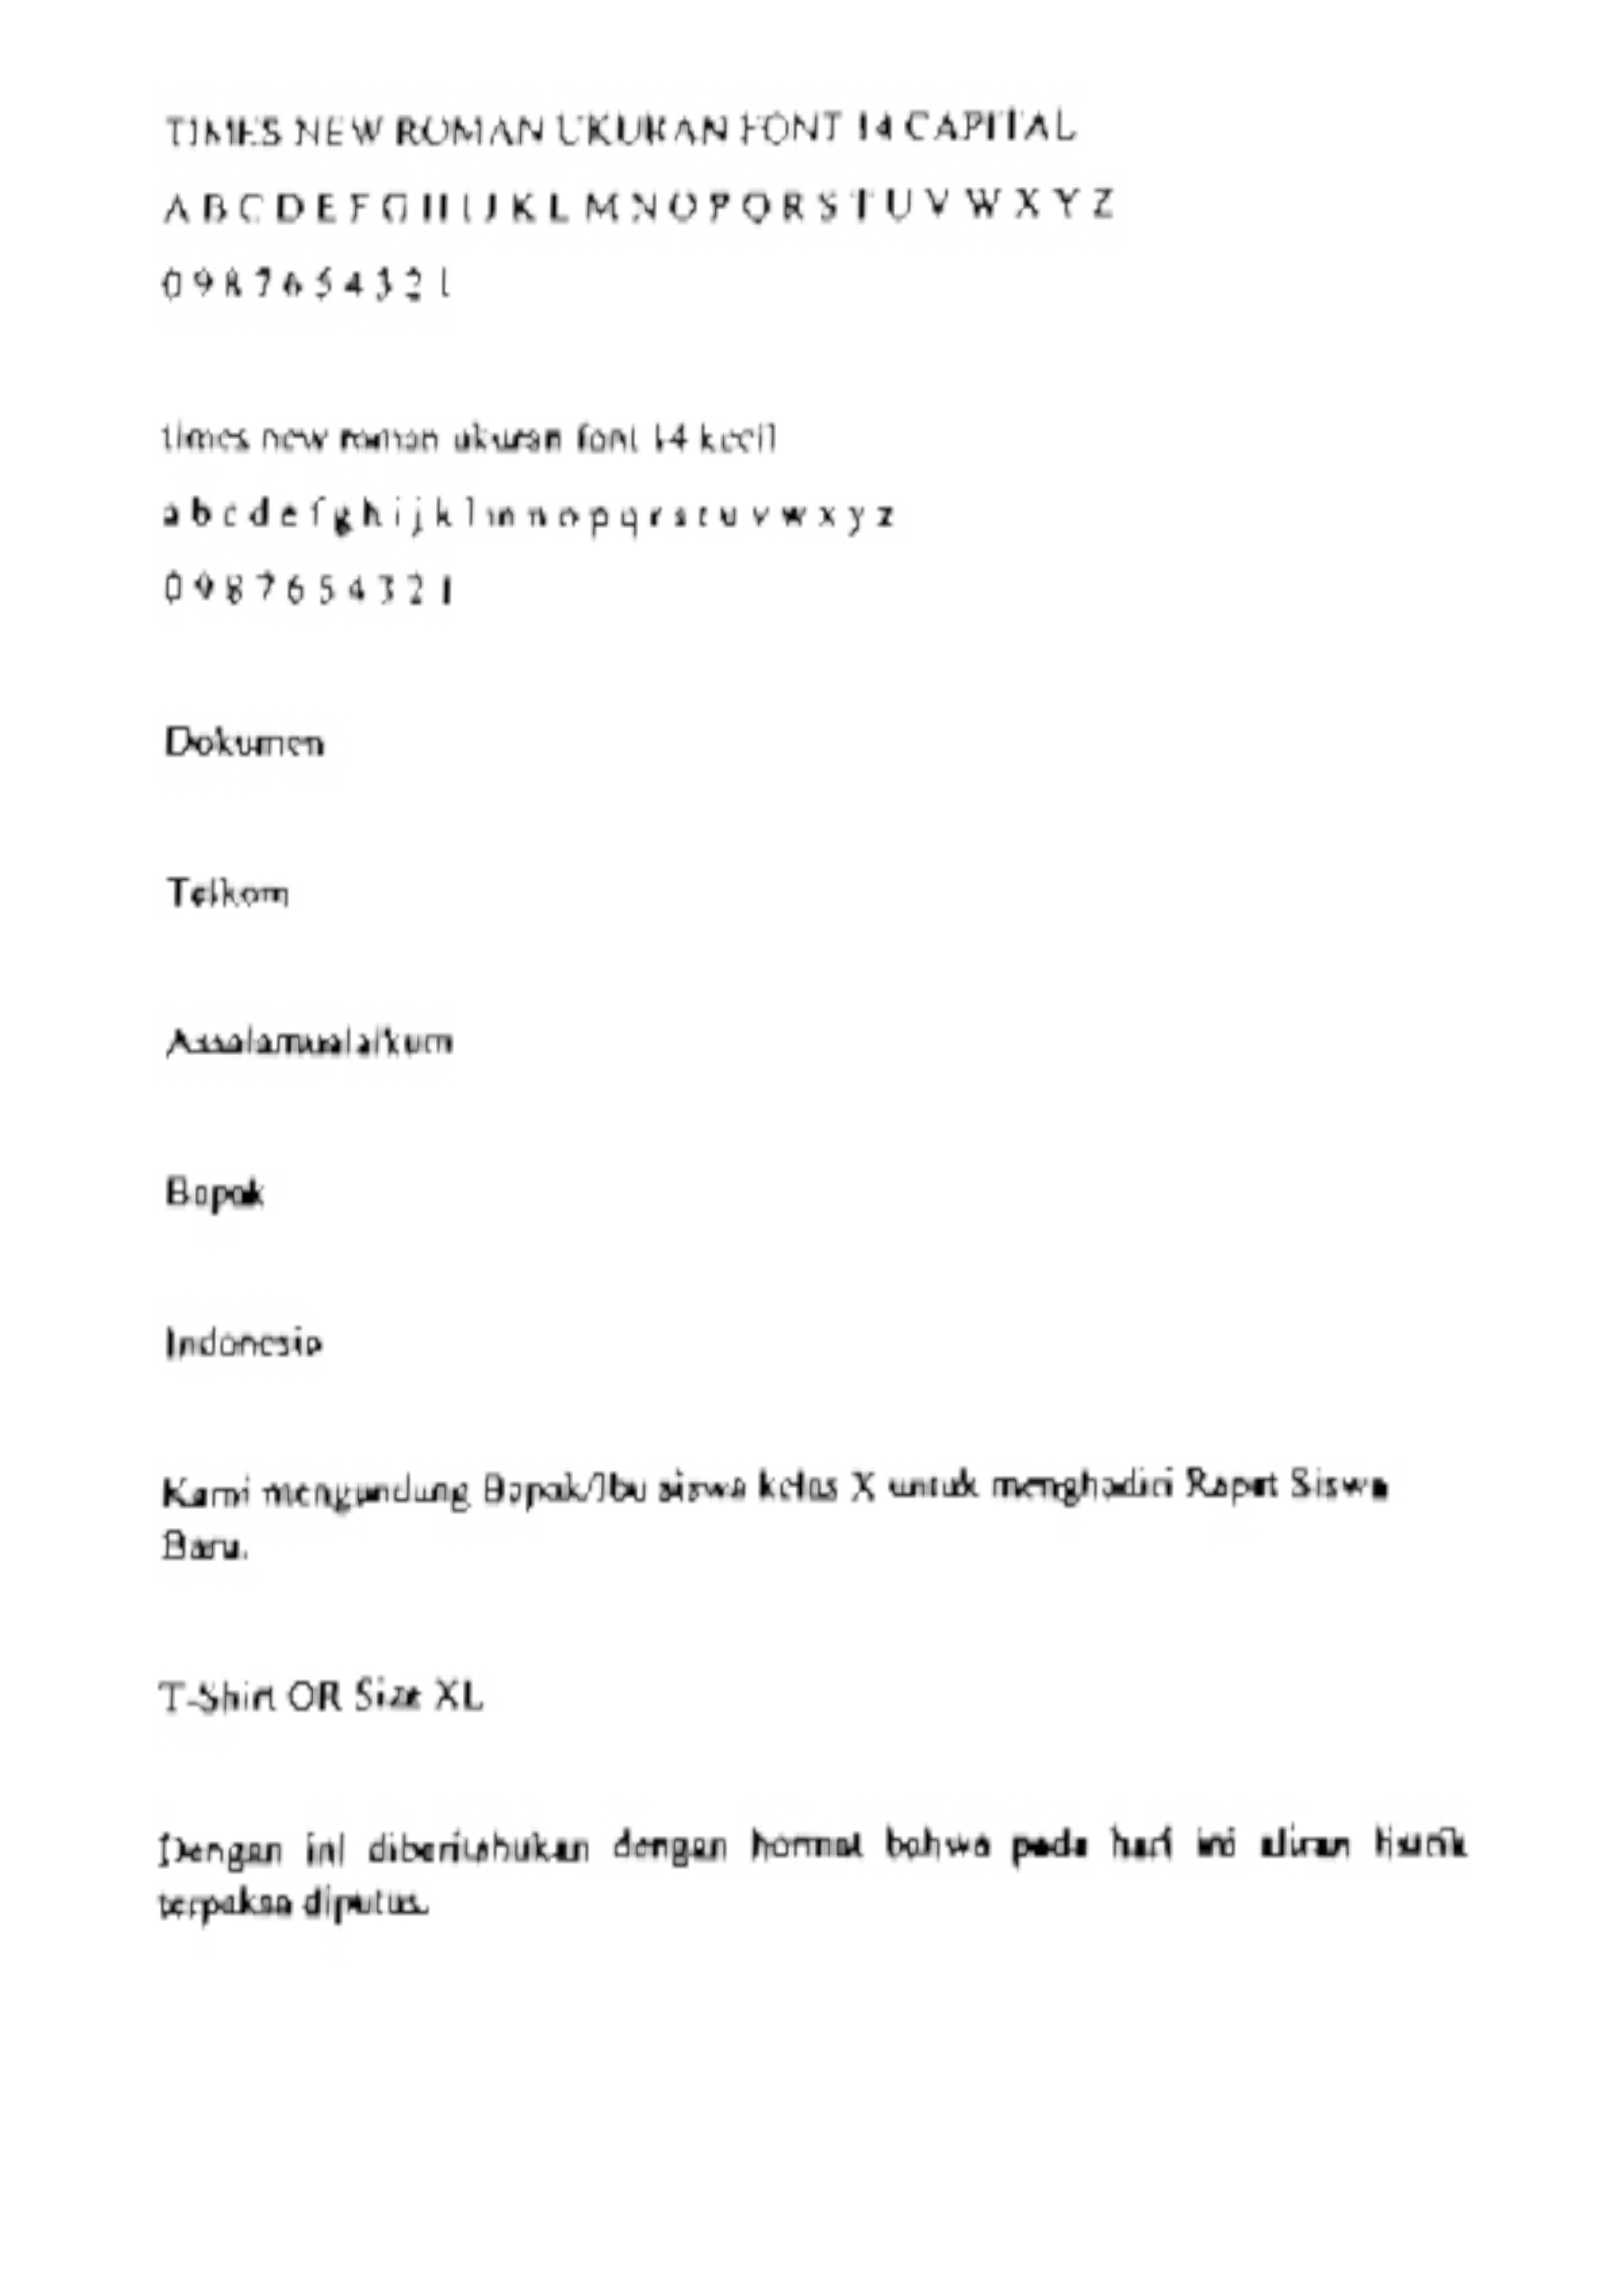 TIMES NEW ROMAN UKURAN FONT 14 CAPITAL
A B C D E F G H I J K L M N O P Q R S T U V W X Y Z
0 9 8 7 6 5 4 3 2 1
times new roman ukuran font 14 kecil
a b c d e f g h i j k l m n o p q r s t u v w x y z
0 9 8 7 6 5 4 3 2 1
Dokumen
Telkom
Assalamualaikum
Bapak
Indonesia
Kami mengundung Bapak/Ibu siswa kelas X untuk menghadiri Rapat Siswa
Baru.
T-Shirt OR Size XL
Dengan ini diberitahukan dengan hormat bahwa pada hari ini aliran listrik
terpaksa diputus.